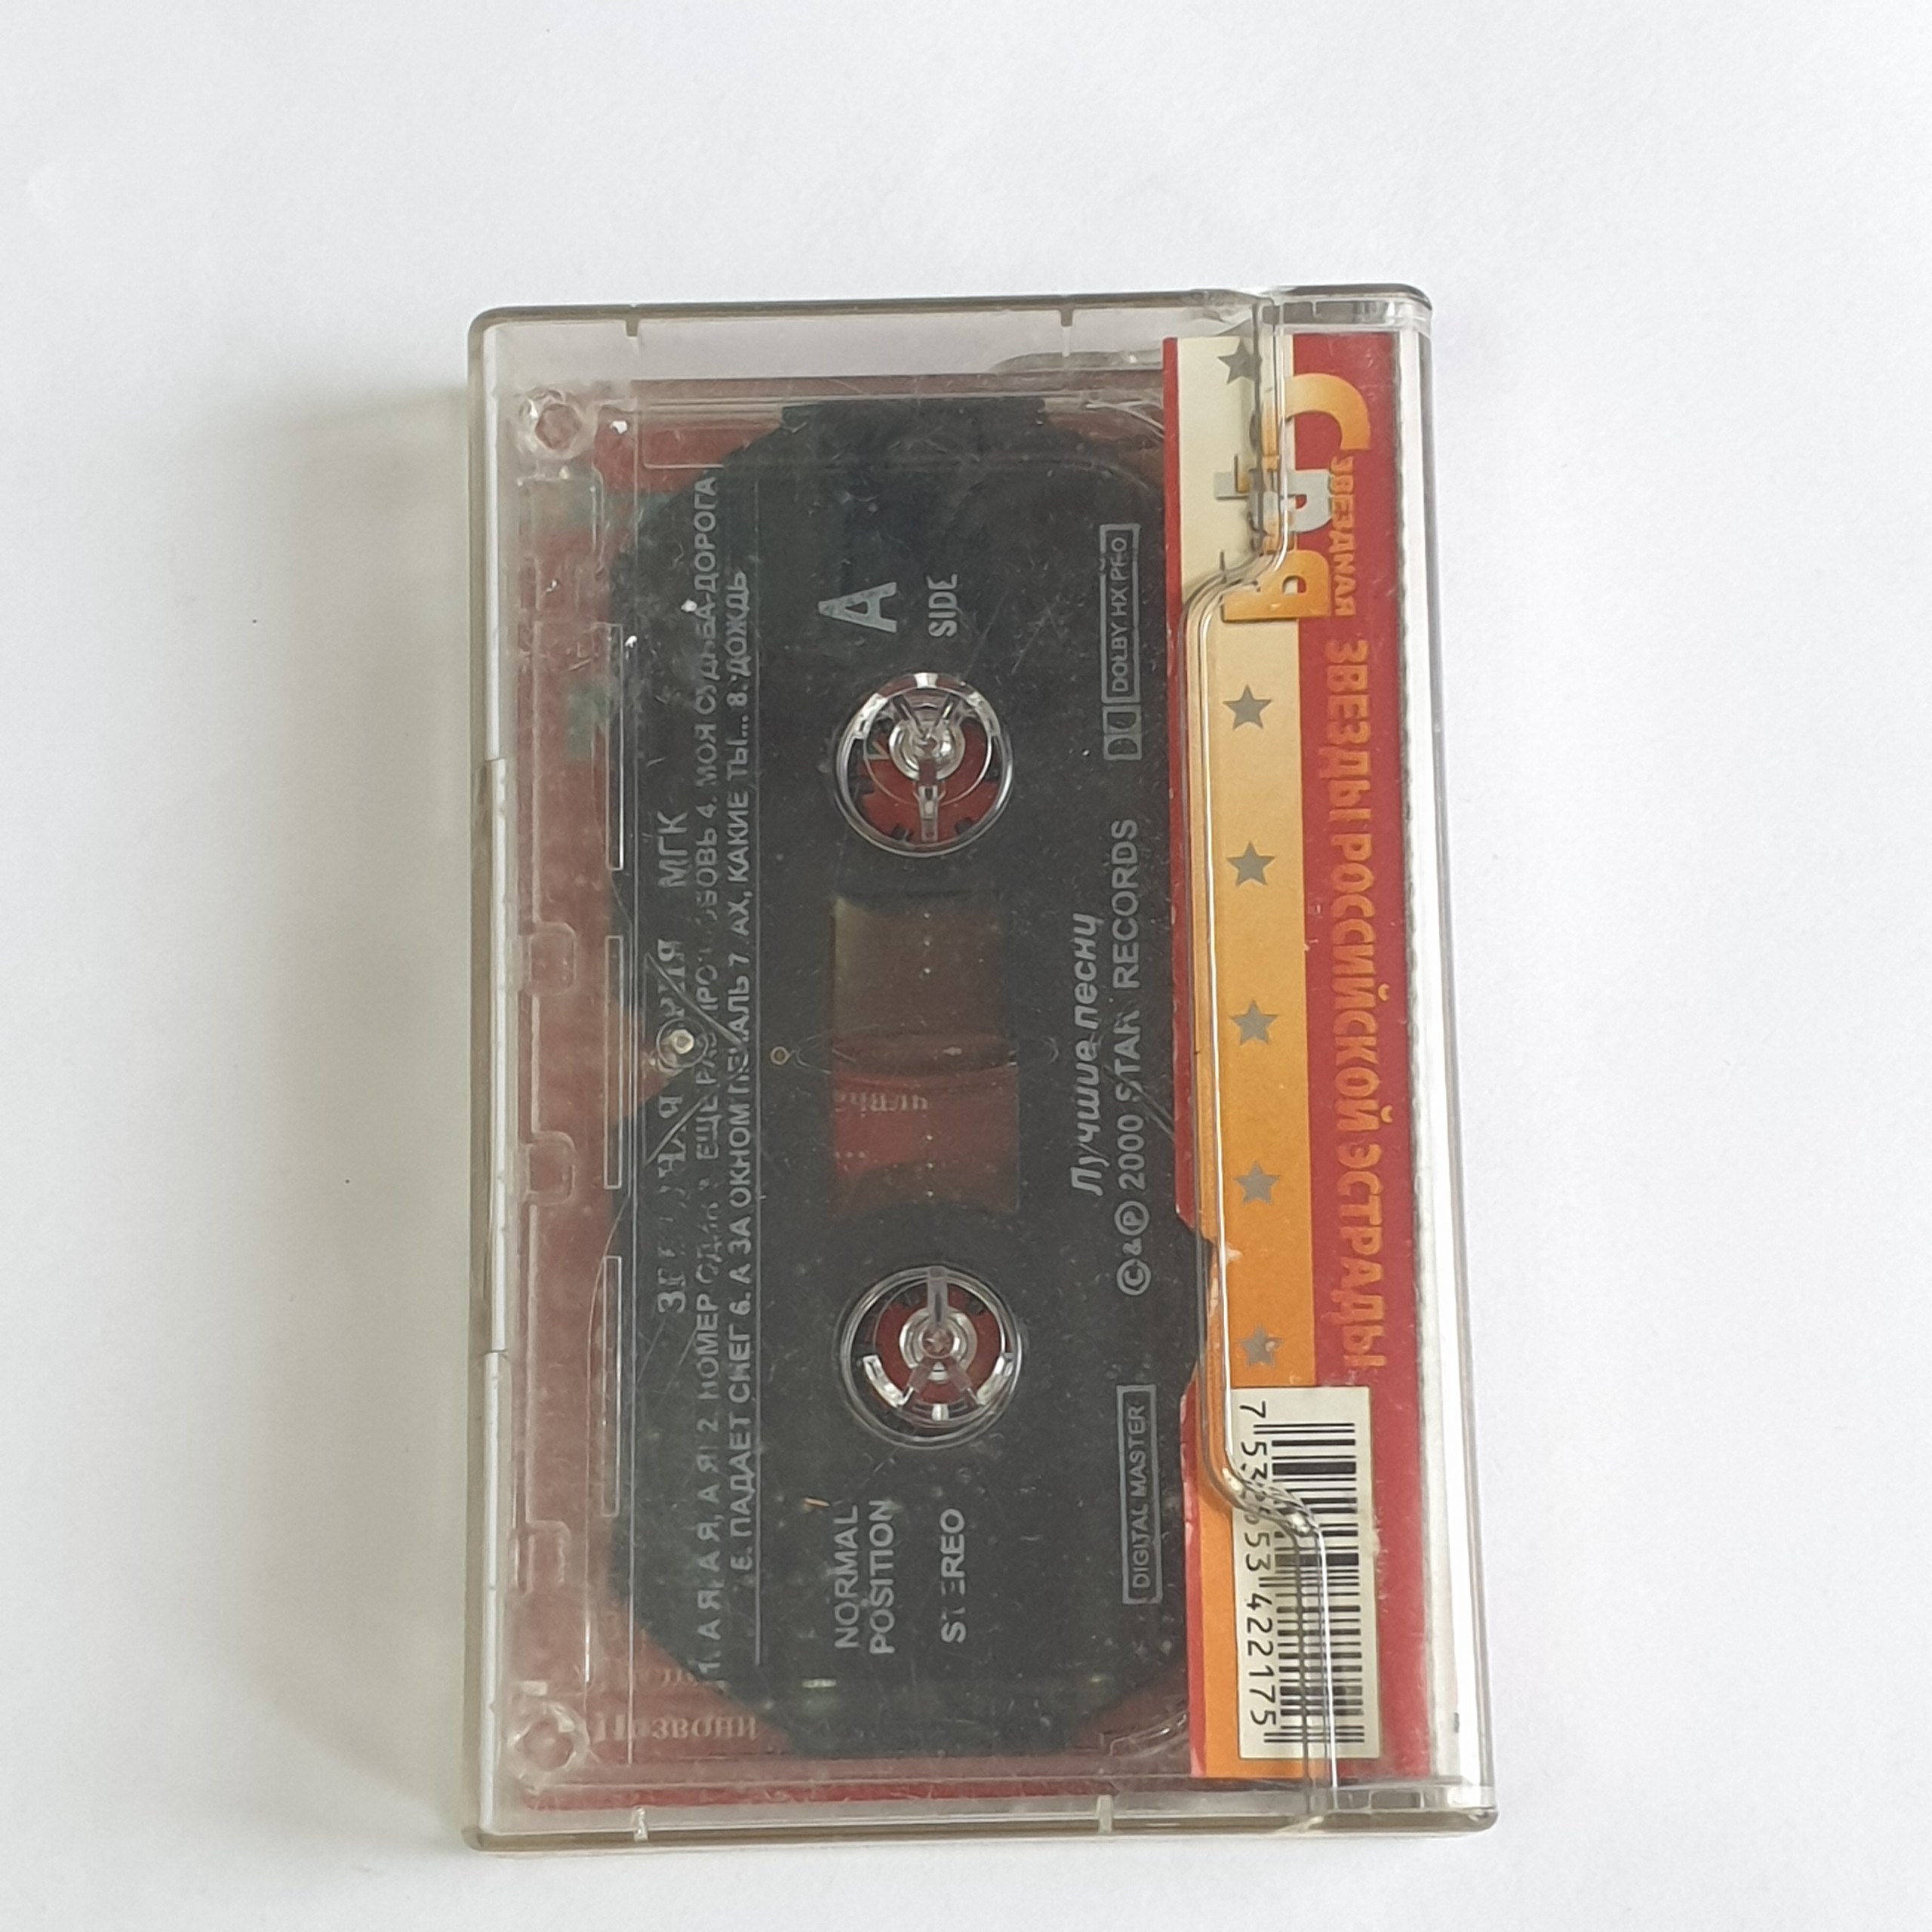 ЗВЕЗДНАЯ СЕРИЯ МГК
1. А Я, А Я, А Я! 2. НОМЕР ОДИН 3. ЕЩЕ РАЗ ПРО ЛЮБОВЬ 4. МОЯ СУДЬБА-ДОРОГА
5. ПАДАЕТ СНЕГ 6. А ЗА ОКНОМ ПЕЧАЛЬ 7. АХ, КАКИЕ ТЫ... 8. ДОЖДЬ
NORMAL
POSITION
STEREO
A
SIDE
Лучшие песни
©&℗ 2000 STAR RECORDS
DIGITAL MASTER
DOLBY HX PRO
Позвони
ЗВЕЗДНАЯ
ЗВЕЗДЫ РОССИЙСКОЙ ЭСТРАДЫ